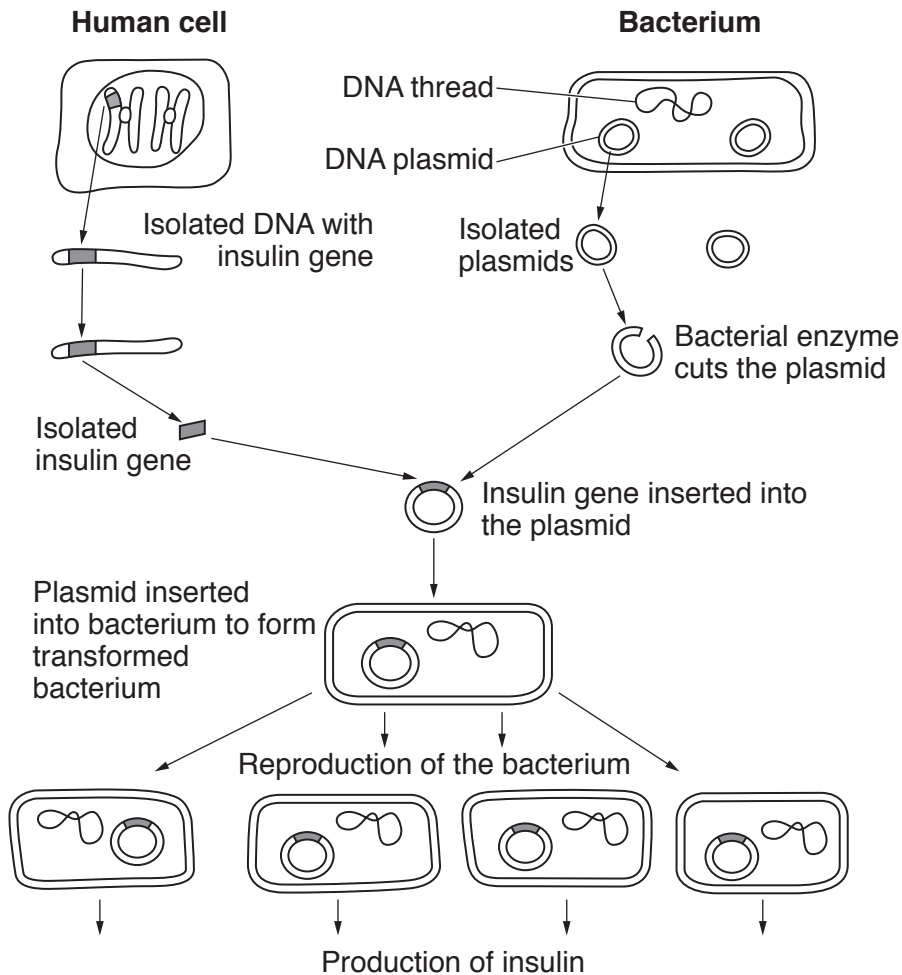 Human cell
Bacterium
DNA thread
DNA plasmid
Isolated DNA with
insulin gene
Isolated
plasmids
Bacterial enzyme
cuts the plasmid
Isolated
insulin gene
Insulin gene inserted into
the plasmid
Plasmid inserted
into bacterium to form
transformed
bacterium
Reproduction of the bacterium
Production of insulin